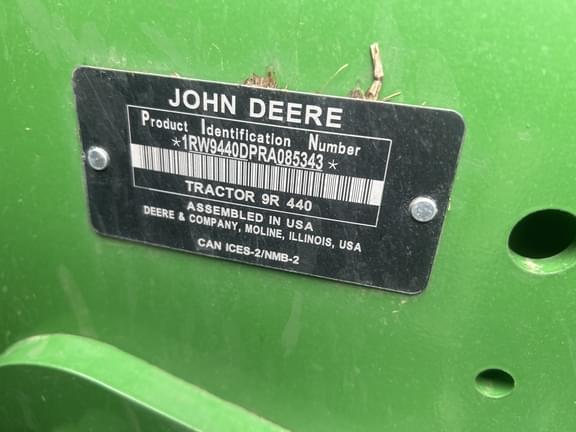 JOHN DEERE
Product Identification Number
*1RW9440DPRA085343*
TRACTOR 9R 440
ASSEMBLED IN USA
DEERE & COMPANY, MOLINE, ILLINOIS, USA
CAN ICES-2/NMB-2